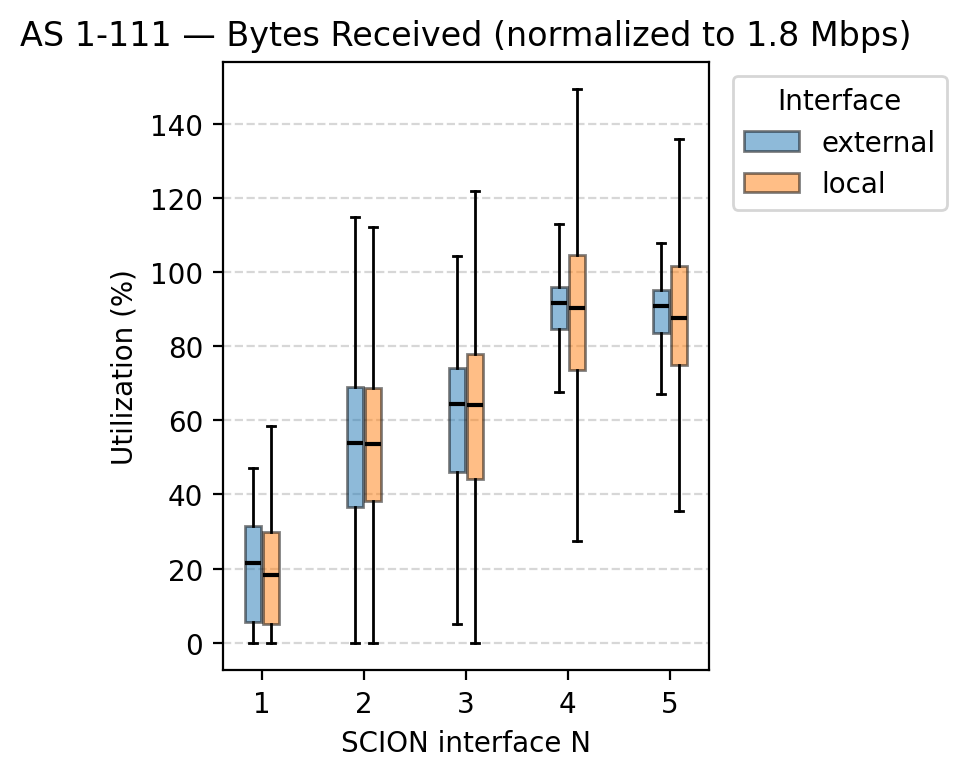 AS 1-111 — Bytes Received (normalized to 1.8 Mbps)
Interface
external
local
Utilization (%)
140
120
100
80
60
40
20
0
1 2 3 4 5
SCION interface N